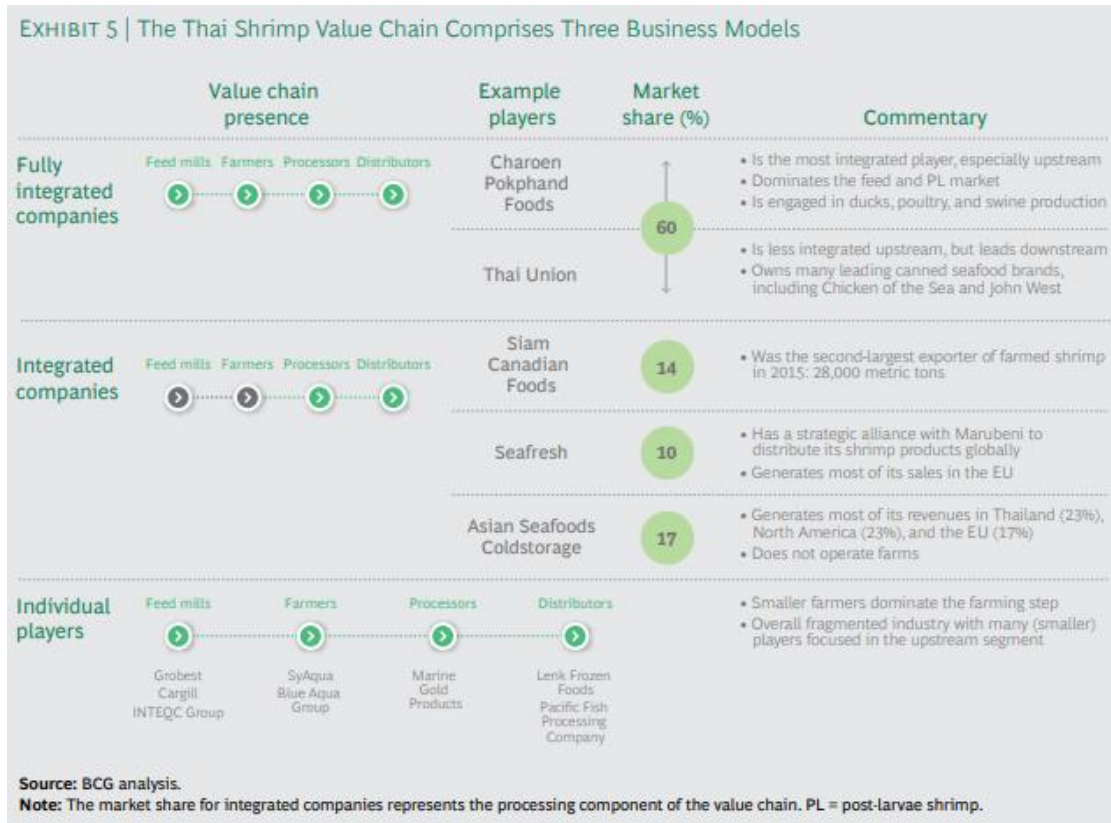 EXHIBIT 5 | The Thai Shrimp Value Chain Comprises Three Business Models
Value chain
presence
Example
players
Market
share (%)
Commentary
Fully
integrated
companies
Feed mills Farmers Processors Distributors
Charoen
Pokphand
Foods
60
• Is the most integrated player, especially upstream
• Dominates the feed and PL market
• Is engaged in ducks, poultry, and swine production
Thai Union
• Is less integrated upstream, but leads downstream
• Owns many leading canned seafood brands,
including Chicken of the Sea and John West
Integrated
companies
Feed mills Farmers Processors Distributors
Siam
Canadian
Foods
14
• Was the second-largest exporter of farmed shrimp
in 2015: 28,000 metric tons
Seafresh
10
• Has a strategic alliance with Marubeni to
distribute its shrimp products globally
• Generates most of its sales in the EU
Asian Seafoods
Coldstorage
17
• Generates most of its revenues in Thailand (23%),
North America (23%), and the EU (17%)
• Does not operate farms
Individual
players
Feed mills
Farmers
Processors
Distributors
Grobest
Cargill
INTEQC Group
SyAqua
Blue Aqua
Group
Marine
Gold
Products
Lenk Frozen
Foods
Pacific Fish
Processing
Company
• Smaller farmers dominate the farming step
• Overall fragmented industry with many (smaller)
players focused in the upstream segment
Source: BCG analysis.
Note: The market share for integrated companies represents the processing component of the value chain. PL = post-larvae shrimp.